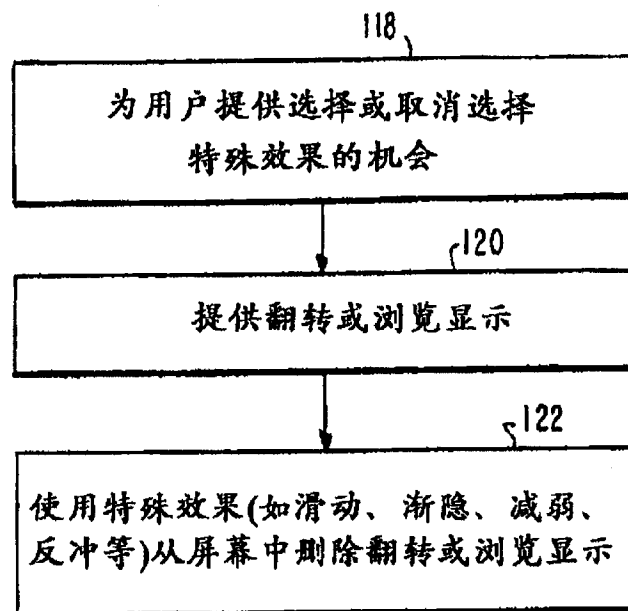 118
为用户提供选择或取消选择
特殊效果的机会
120
提供翻转或浏览显示
122
使用特殊效果(如滑动、渐隐、减弱、
反冲等)从屏幕中删除翻转或浏览显示